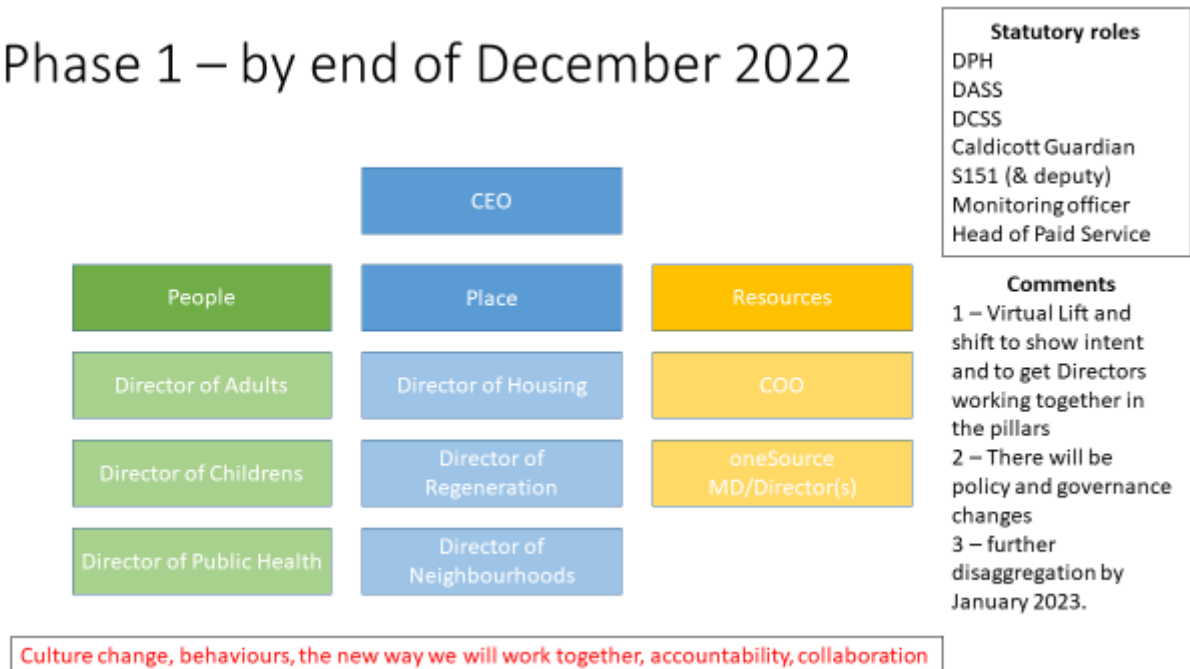 Phase 1 – by end of December 2022
CEO
People
Place
Resources
Director of Adults
Director of Housing
COO
Director of Childrens
Director of
Regeneration
oneSource
MD/Director(s)
Director of Public Health
Director of
Neighbourhoods
Statutory roles
DPH
DASS
DCSS
Caldicott Guardian
S151 (& deputy)
Monitoring officer
Head of Paid Service
Comments
1 – Virtual Lift and
shift to show intent
and to get Directors
working together in
the pillars
2 – There will be
policy and governance
changes
3 – further
disaggregation by
January 2023.
Culture change, behaviours, the new way we will work together, accountability, collaboration